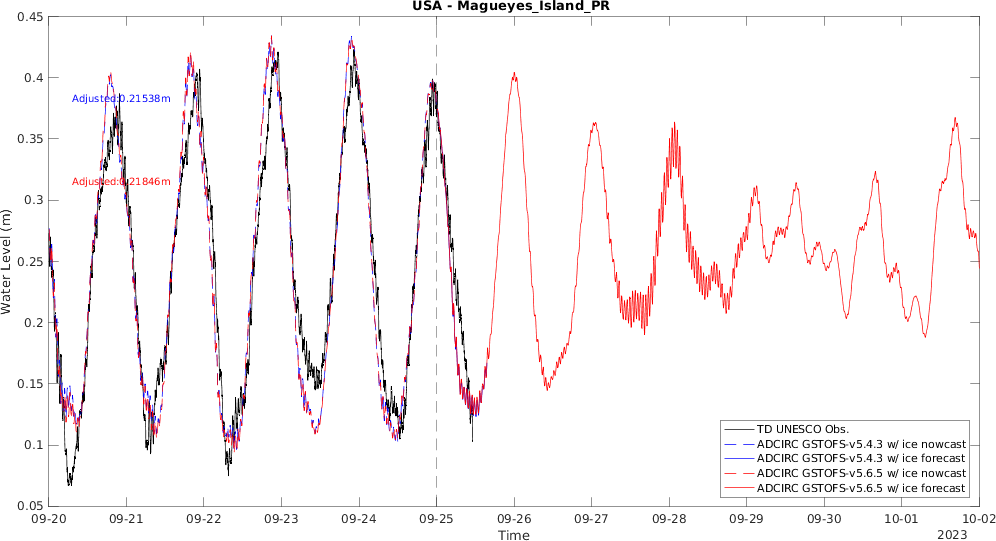 USA - Magueyes_Island_PR
0.45
0.4
0.35
0.3
0.25
0.2
0.15
0.1
0.05
Water Level (m)
Adjusted:0.21538m
Adjusted:0.21846m
TD UNESCO Obs.
ADCIRC GSTOFS-v5.4.3 w/ ice nowcast
ADCIRC GSTOFS-v5.4.3 w/ ice forecast
ADCIRC GSTOFS-v5.6.5 w/ ice nowcast
ADCIRC GSTOFS-v5.6.5 w/ ice forecast
09-20 09-21 09-22 09-23 09-24 09-25 09-26 09-27 09-28 09-29 09-30 10-01 10-02
Time
2023